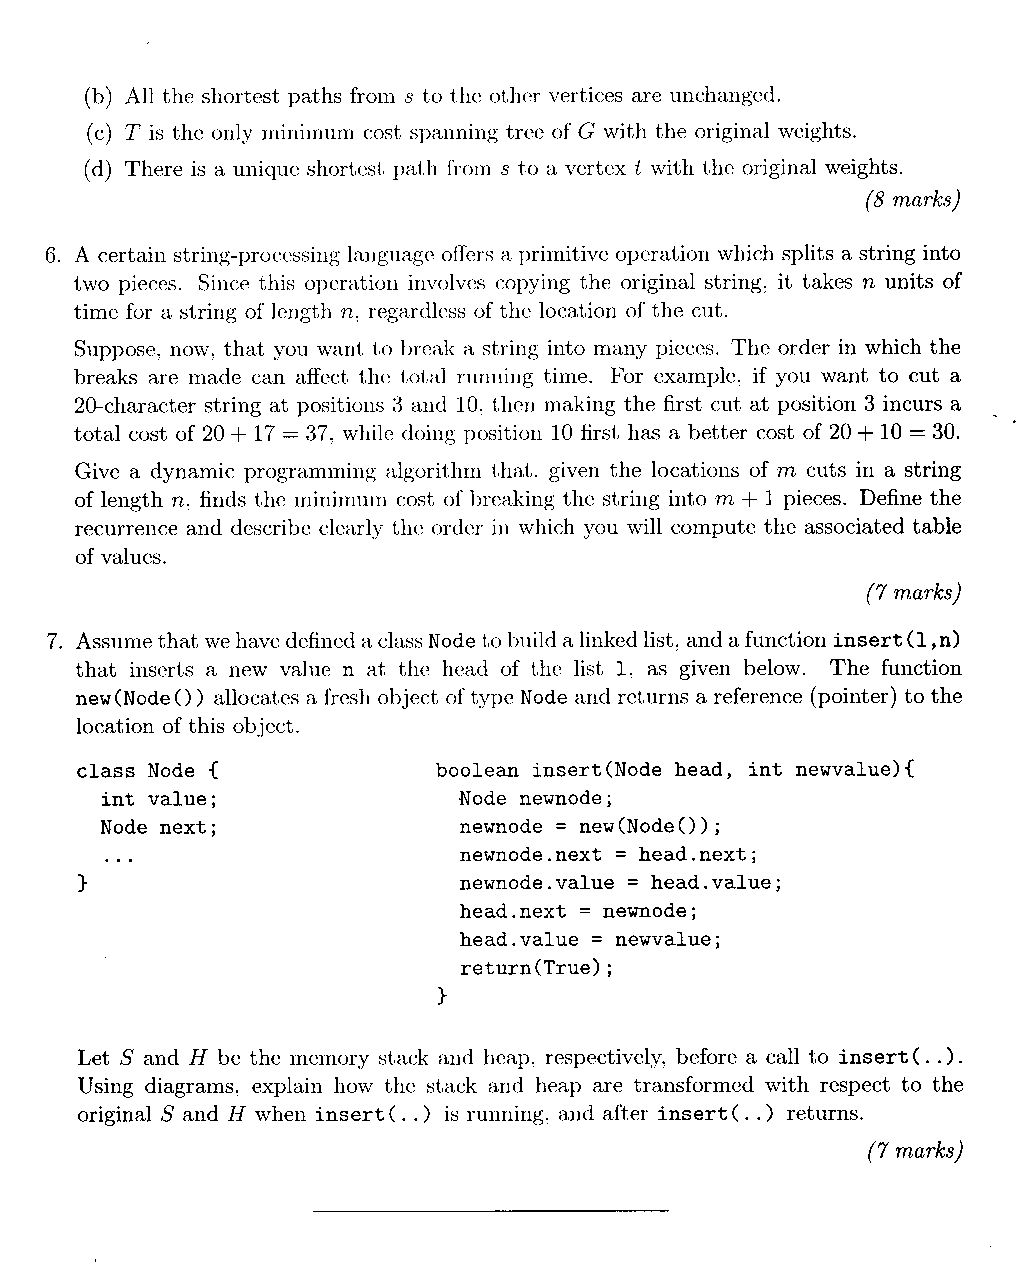 (b) All the shortest paths from s to the other vertices are unchanged.
(c) T is the only minimum cost spanning tree of G with the original weights.
(d) There is a unique shortest path from s to a vertex t with the original weights.
(8 marks)
6. A certain string-processing language offers a primitive operation which splits a string into
two pieces. Since this operation involves copying the original string, it takes n units of
time for a string of length n, regardless of the location of the cut.
Suppose, now, that you want to break a string into many pieces. The order in which the
breaks are made can affect the total running time. For example, if you want to cut a
20-character string at positions 3 and 10, then making the first cut at position 3 incurs a
total cost of 20 + 17 = 37, while doing position 10 first has a better cost of 20 + 10 = 30.
Give a dynamic programming algorithm that, given the locations of m cuts in a string
of length n, finds the minimum cost of breaking the string into m + 1 pieces. Define the
recurrence and describe clearly the order in which you will compute the associated table
of values.
(7 marks)
7. Assume that we have defined a class Node to build a linked list, and a function insert(l,n)
that inserts a new value n at the head of the list l, as given below. The function
new(Node()) allocates a fresh object of type Node and returns a reference (pointer) to the
location of this object.
class Node {
int value;
Node next;
...
}
boolean insert(Node head, int newvalue){
Node newnode;
newnode = new(Node());
newnode.next = head.next;
newnode.value = head.value;
head.next = newnode;
head.value = newvalue;
return(True);
}
Let S and H be the memory stack and heap, respectively, before a call to insert(..).
Using diagrams, explain how the stack and heap are transformed with respect to the
original S and H when insert(..) is running, and after insert(..) returns.
(7 marks)